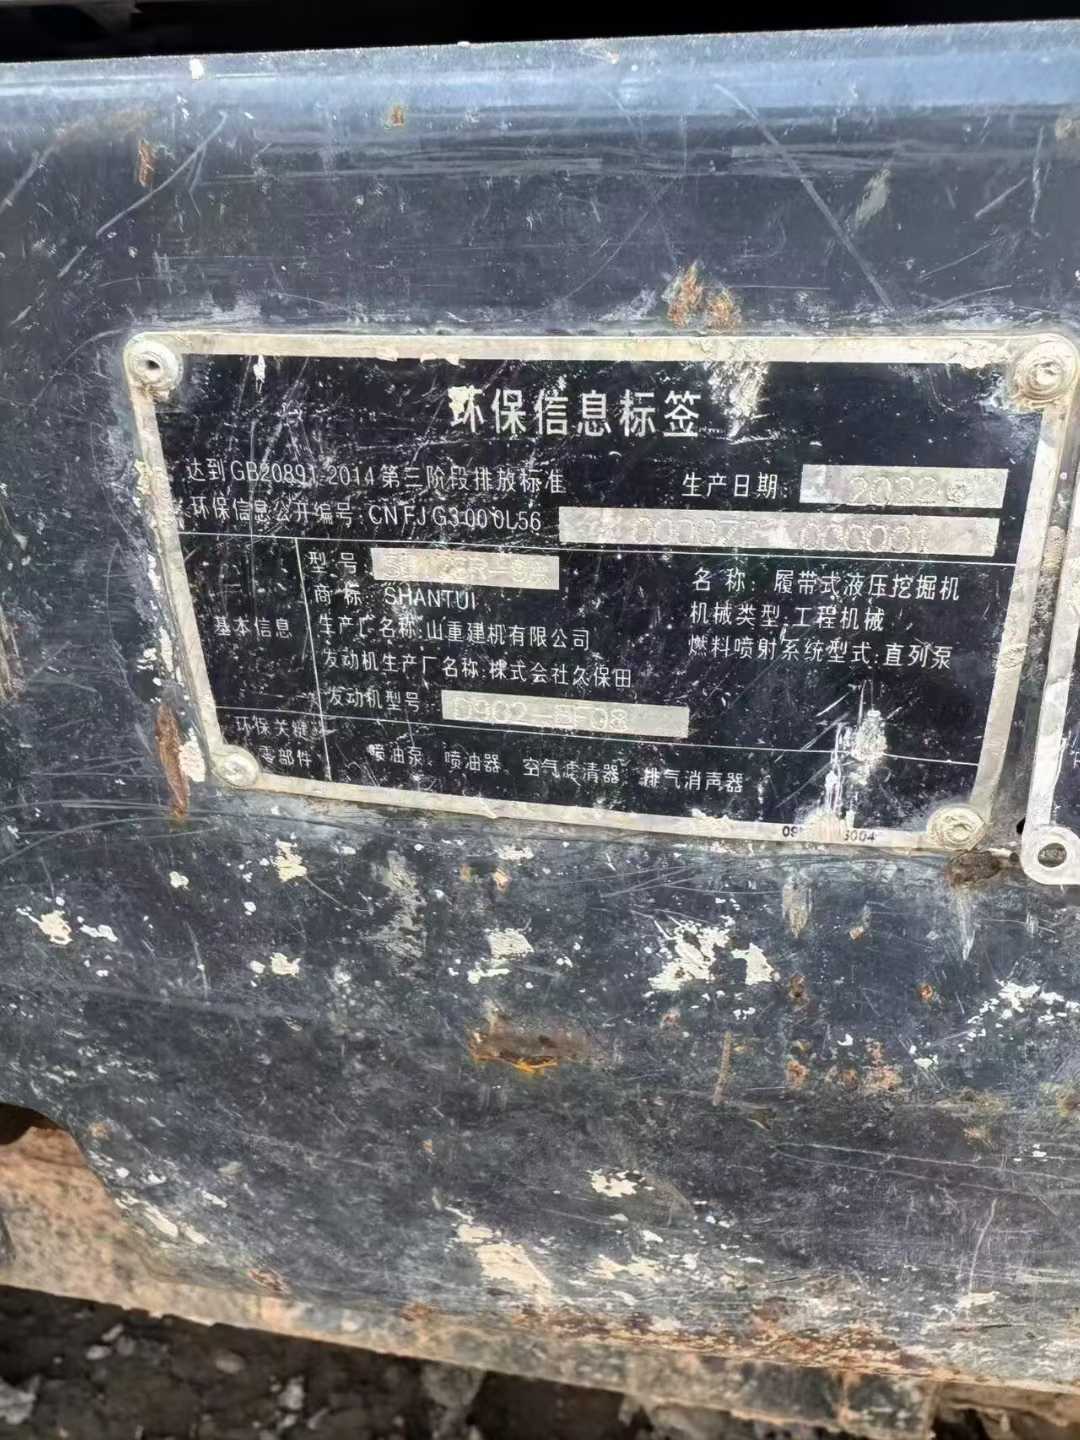 环保信息标签
达到GB20891-2014第三阶段排放标准
生产日期:
环保信息公开编号:CN FJ G3 00 0L56
型号
名称:履带式液压挖掘机
商标:SHANTUI
机械类型:工程机械
基本信息
生产厂名称:山重建机有限公司
燃料喷射系统型式:直列泵
发动机生产厂名称:株式会社久保田
发动机型号 D902-EF08
环保关键
零部件
喷油泵、喷油器、空气滤清器、排气消声器